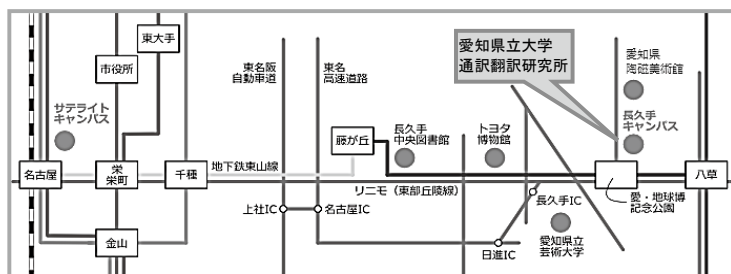 東大手
市役所
サテライト
キャンパス
名古屋
栄
栄町
千種
金山
地下鉄東山線
東名阪
自動車道
東名
高速道路
上社IC
名古屋IC
藤が丘
長久手
中央図書館
リニモ（東部丘陵線）
トヨタ
博物館
日進IC
長久手IC
愛知県立
芸術大学
愛知県立大学
通訳翻訳研究所
愛知県
陶磁美術館
長久手
キャンパス
愛・地球博
記念公園
八草